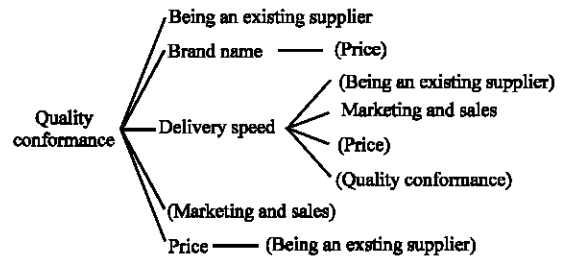 Being an existing supplier
Brand name
(Price)
(Being an existing supplier)
Marketing and sales
Quality
conformance
Delivery speed
(Price)
(Quality conformance)
(Marketing and sales)
Price
(Being an exsting supplier)